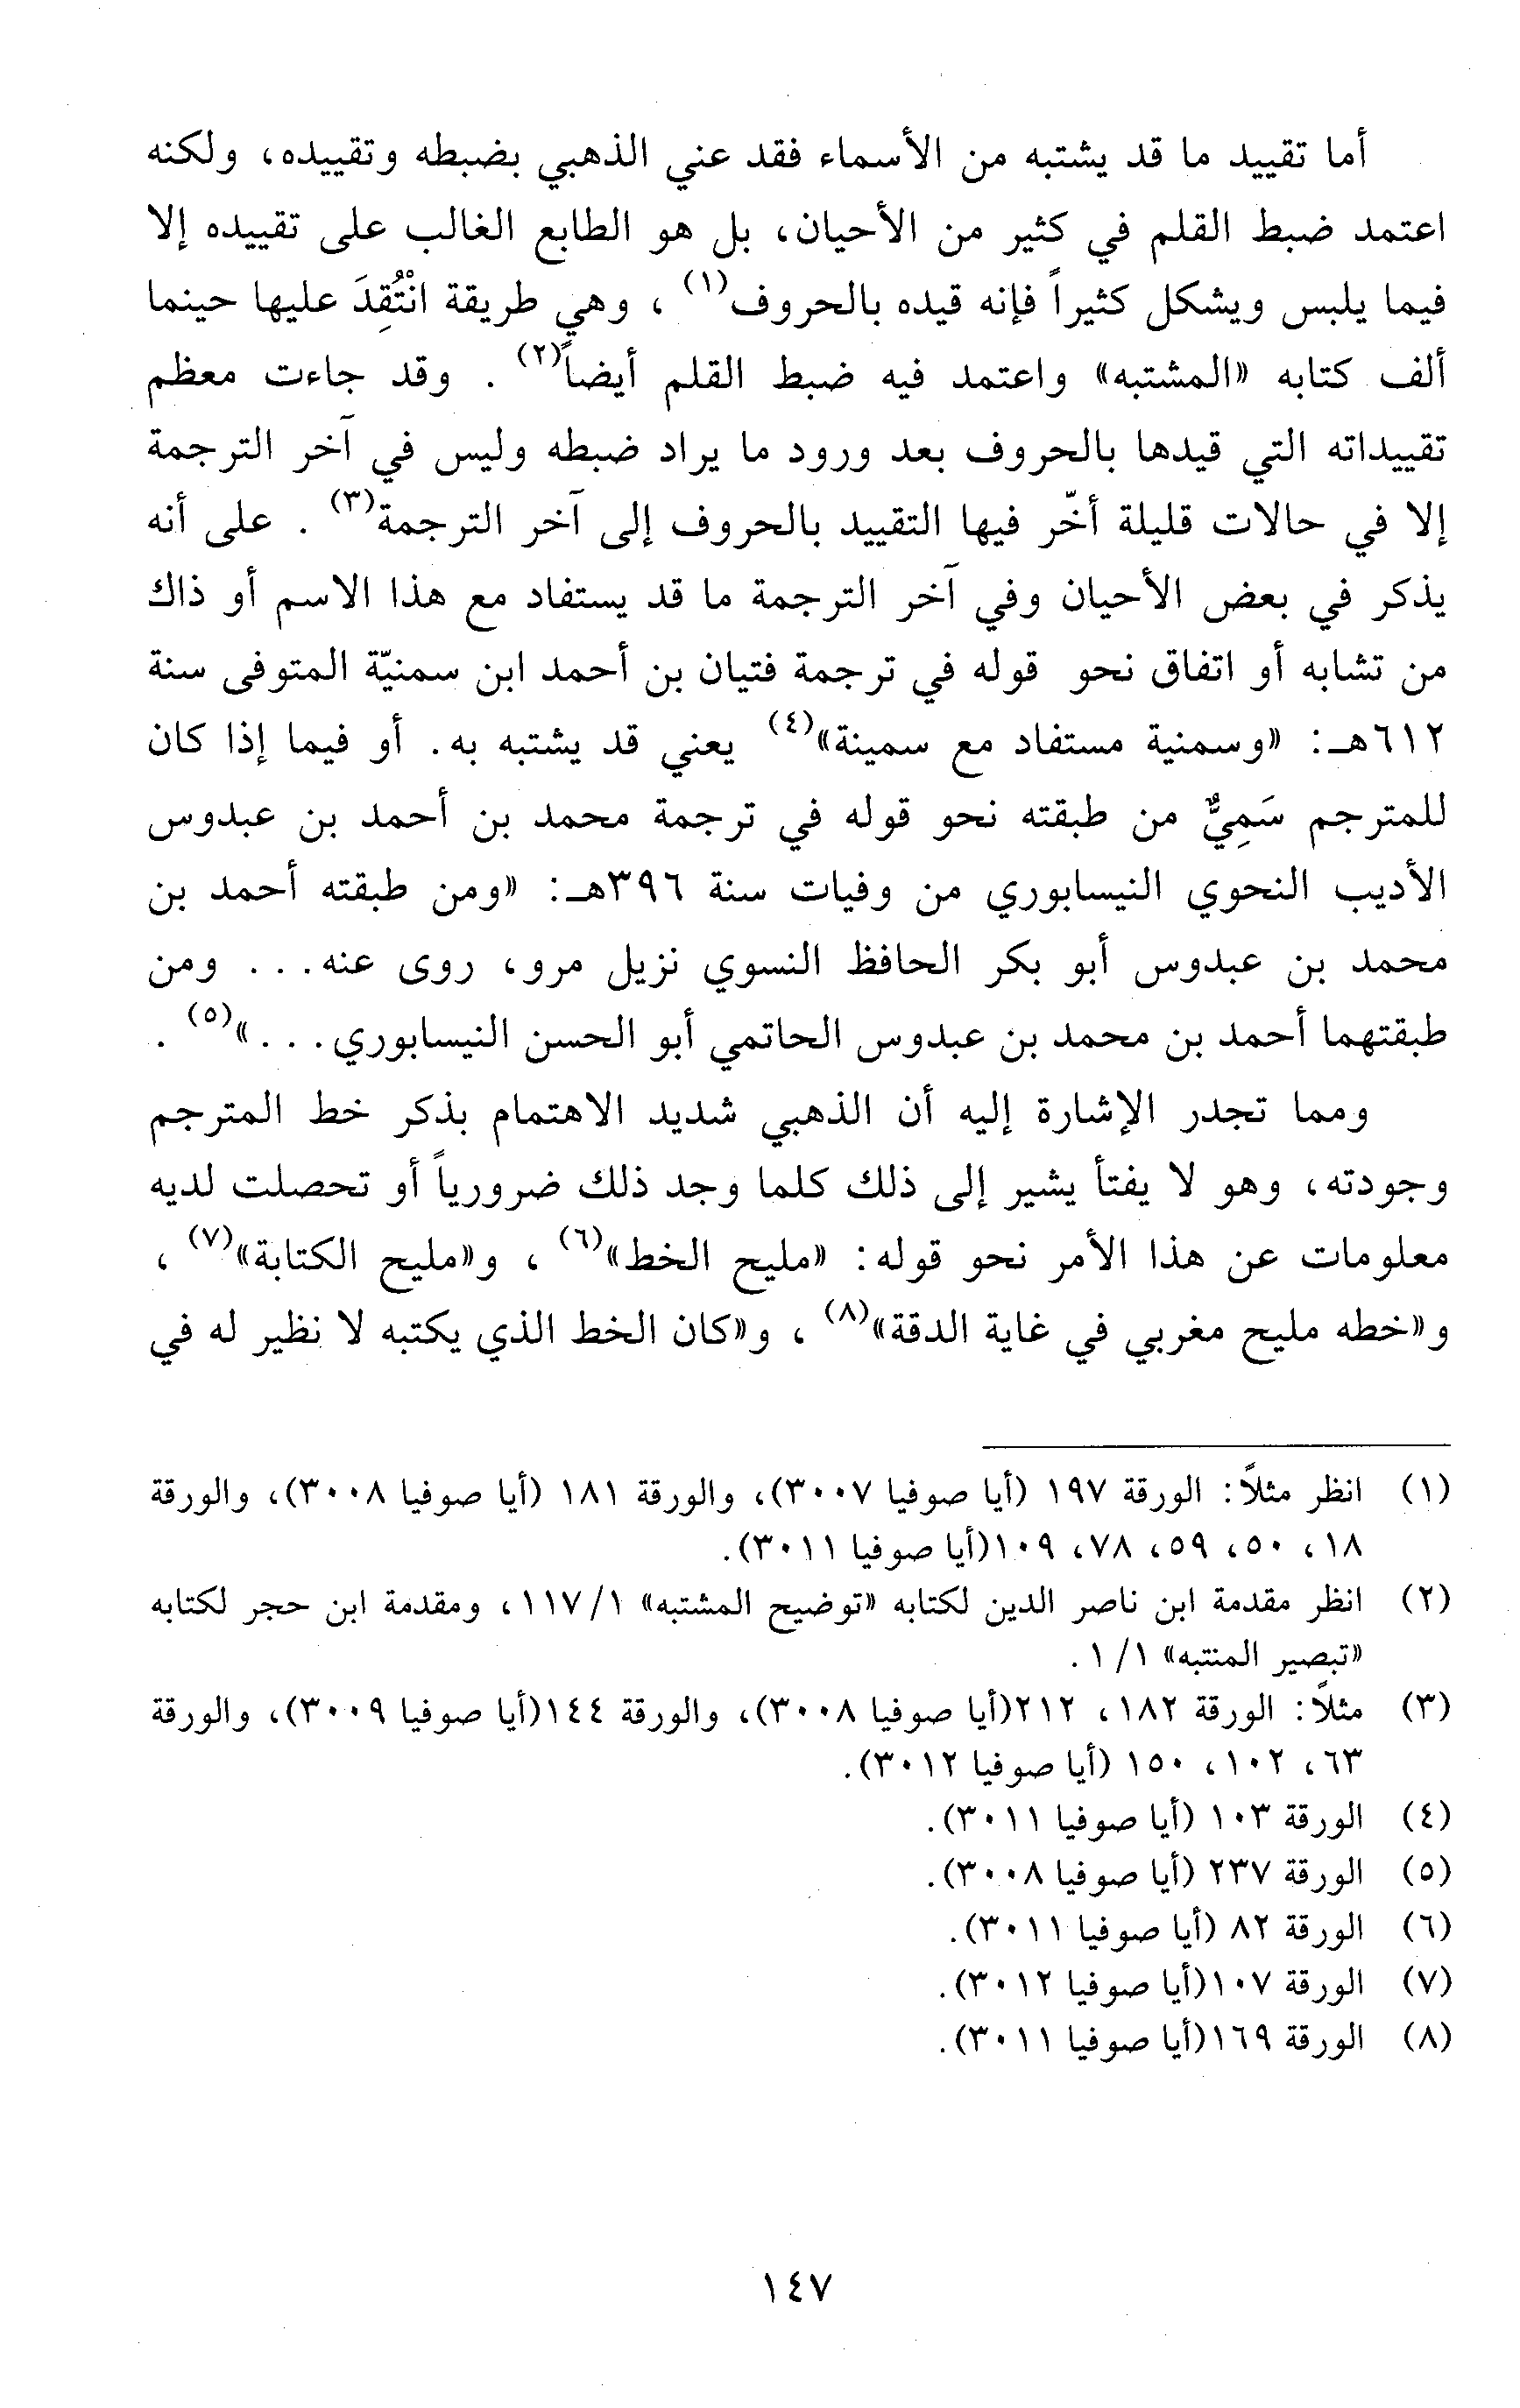 أما تقييد ما قد يشتبه من الأسماء فقد عني الذهبي بضبطه وتقييده، ولكنه
اعتمد ضبط القلم في كثير من الأحيان، بل هو الطابع الغالب على تقييده إلا
فيما يلبس ويشكل كثيراً فإنه قيده بالحروف(١)، وهي طريقة انْتُقِدَ عليها حينما
ألف كتابه «المشتبه» واعتمد فيه ضبط القلم أيضاً(٢). وقد جاءت معظم
تقييداته التي قيدها بالحروف بعد ورود ما يراد ضبطه وليس في آخر الترجمة
إلا في حالات قليلة أخّر فيها التقييد بالحروف إلى آخر الترجمة(٣). على أنه
يذكر في بعض الأحيان وفي آخر الترجمة ما قد يستفاد مع هذا الاسم أو ذاك
من تشابه أو اتفاق نحو قوله في ترجمة فتيان بن أحمد ابن سمنيّة المتوفى سنة
٦١٢هـ: «وسمنية مستفاد مع سمينة»(٤) يعني قد يشتبه به. أو فيما إذا كان
للمترجم سَمِيٌّ من طبقته نحو قوله في ترجمة محمد بن أحمد بن عبدوس
الأديب النحوي النيسابوري من وفيات سنة ٣٩٦هـ: «ومن طبقته أحمد بن
محمد بن عبدوس أبو بكر الحافظ النسوي نزيل مرو، روى عنه... ومن
طبقتهما أحمد بن محمد بن عبدوس الحاتمي أبو الحسن النيسابوري...»(٥).
ومما تجدر الإشارة إليه أن الذهبي شديد الاهتمام بذكر خط المترجم
وجودته، وهو لا يفتأ يشير إلى ذلك كلما وجد ذلك ضرورياً أو تحصلت لديه
معلومات عن هذا الأمر نحو قوله: «مليح الخط»(٦)، و«مليح الكتابة»(٧)،
و«خطه مليح مغربي في غاية الدقة»(٨)، و«كان الخط الذي يكتبه لا نظير له في
(١) انظر مثلاً: الورقة ١٩٧ (أيا صوفيا ٣٠٠٧)، والورقة ١٨١ (أيا صوفيا ٣٠٠٨)، والورقة
١٨، ٥٠، ٥٩، ٧٨، ١٠٩(أيا صوفيا ٣٠١١).
(٢) انظر مقدمة ابن ناصر الدين لكتابه «توضيح المشتبه» ١/ ١١٧، ومقدمة ابن حجر لكتابه
«تبصير المنتبه» ١/ ١.
(٣) مثلاً: الورقة ١٨٢، ٢١٢(أيا صوفيا ٣٠٠٨)، والورقة ١٤٤(أيا صوفيا ٣٠٠٩)، والورقة
٦٣، ١٠٢، ١٥٠ (أيا صوفيا ٣٠١٢).
(٤) الورقة ١٠٣ (أيا صوفيا ٣٠١١).
(٥) الورقة ٢٣٧ (أيا صوفيا ٣٠٠٨).
(٦) الورقة ٨٢ (أيا صوفيا ٣٠١١).
(٧) الورقة ١٠٧(أيا صوفيا ٣٠١٢).
(٨) الورقة ١٦٩(أيا صوفيا ٣٠١١).
١٤٧